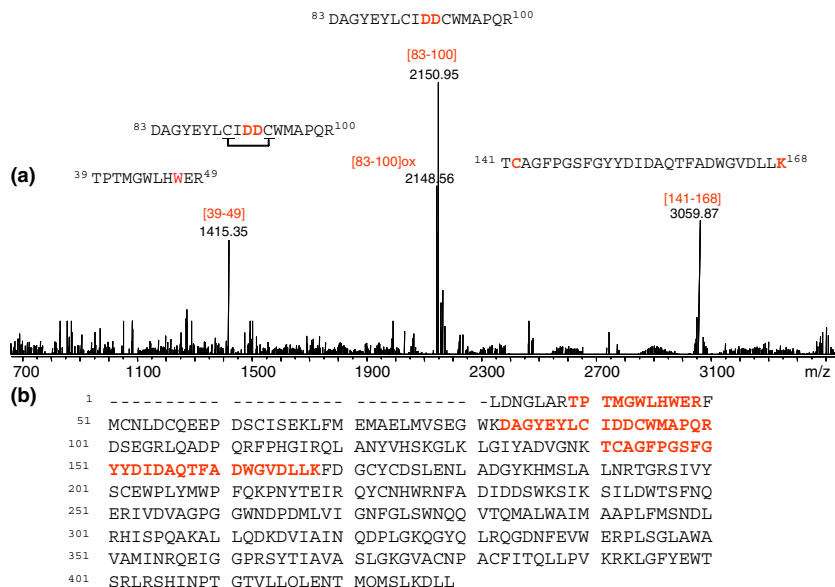 83 DAGYEYLCIDDCWMAPQR100
[83-100]
2150.95
83 DAGYEYLCIDDCWMAPQR100
[83-100]ox
2148.56
141 TCAGFPGSFGYYDIDAQTFADWGVDLLK168
(a)
39 TPTMGWLHWER49
[39-49]
1415.35
[141-168]
3059.87
700 1100 1500 1900 2300 2700 3100 m/z
(b)
1 ---------- ---------- ---------- -LDNGLARTP TMGWLHWERF
51 MCNLDCQEEP DSCISEKLFM EMAELMVSEG WKDAGYEYLC IDDCWMAPQR
101 DSEGRLQADP QRFPHGIRQL ANYVHSKGLK LGIYADVGNK TCAGFPGSFG
151 YYDIDAQTFA DWGVDLLKFD GCYCDSLENL ADGYKHMSLA LNRTGRSIVY
201 SCEWPLYMWP FQKPNYTEIR QYCNHWRNFA DIDDSWKSIK SILDWTSFNQ
251 ERIVDVAGPG GWNDPDMLVI GNFGLSWNQQ VTQMALWAIM AAPLFMSNDL
301 RHISPQAKAL LQDKDVIAIN QDPLGKQGYQ LRQGDNFEVW ERPLSGLAWA
351 VAMINRQEIG GPRSYTIAVA SLGKGVACNP ACFITQLLPV KRKLGFYEWT
401 SRLRSHINPT GTVLLQLENT MQMSLKDLL